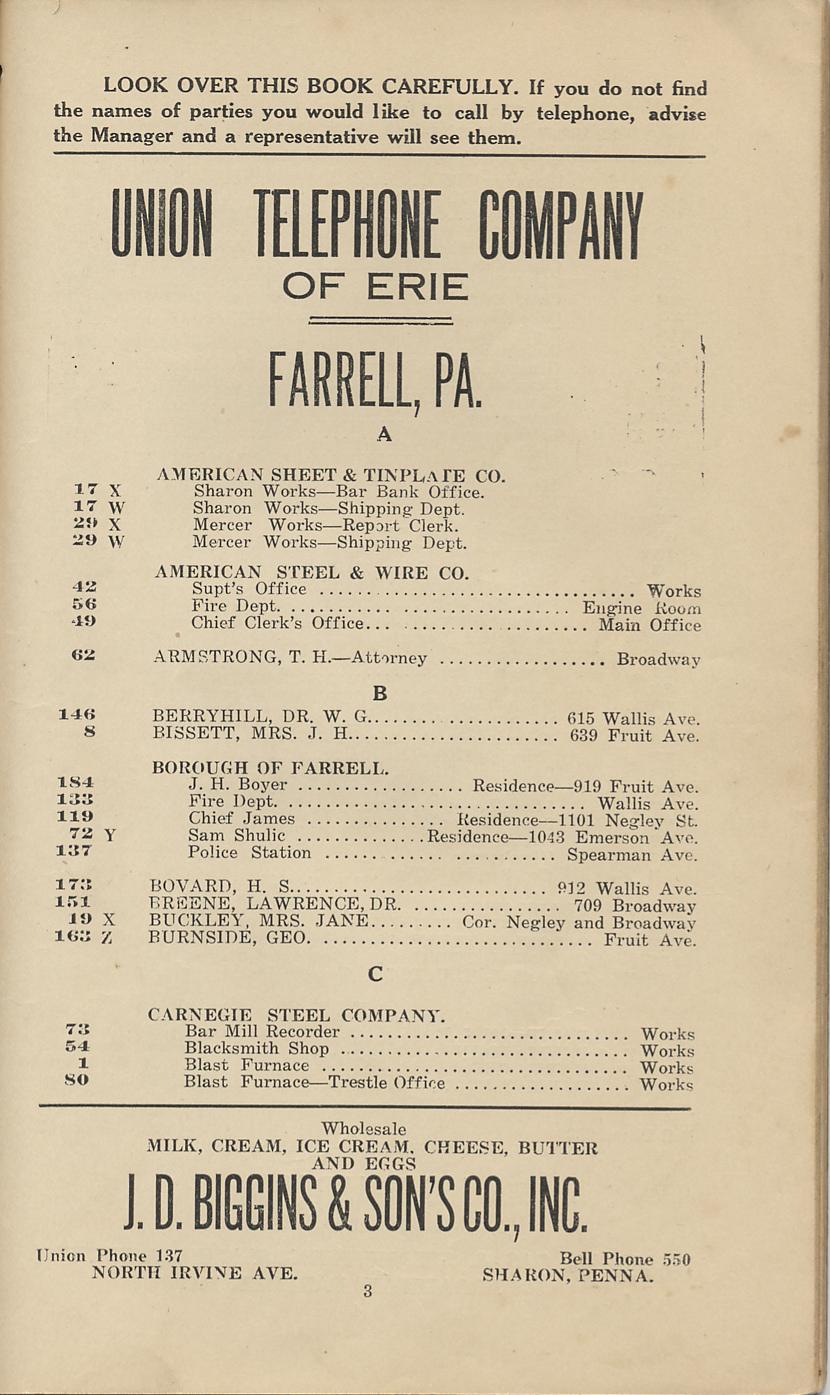 LOOK OVER THIS BOOK CAREFULLY. If you do not find
the names of parties you would like to call by telephone, advise
the Manager and a representative will see them.
UNION TELEPHONE COMPANY
OF ERIE
FARRELL, PA.
A
AMERICAN SHEET & TINPLATE CO.
17 X Sharon Works—Bar Bank Office.
17 W Sharon Works—Shipping Dept.
29 X Mercer Works—Report Clerk.
29 W Mercer Works—Shipping Dept.
AMERICAN STEEL & WIRE CO.
42 Supt's Office .................................... Works
56 Fire Dept. ................................ Engine Room
49 Chief Clerk's Office... .................... Main Office
62 ARMSTRONG, T. H.—Attorney .................. Broadway
B
146 BERRYHILL, DR. W. G..................... 615 Wallis Ave.
8 BISSETT, MRS. J. H....................... 639 Fruit Ave.
BOROUGH OF FARRELL.
184 J. H. Boyer .................. Residence—919 Fruit Ave.
133 Fire Dept. ................................. Wallis Ave.
119 Chief James ............... Residence—1101 Negley St.
72 Y Sam Shulic ..............Residence—1043 Emerson Ave.
137 Police Station .......................... Spearman Ave.
173 BOVARD, H. S............................. 912 Wallis Ave.
151 BREENE, LAWRENCE, DR. ................ 709 Broadway
19 X BUCKLEY, MRS. JANE......... Cor. Negley and Broadway
163 Z BURNSIDE, GEO. .............................. Fruit Ave.
C
CARNEGIE STEEL COMPANY.
73 Bar Mill Recorder ............................... Works
54 Blacksmith Shop ................................ Works
1 Blast Furnace ................................... Works
80 Blast Furnace—Trestle Office .................... Works
Wholesale
MILK, CREAM, ICE CREAM, CHEESE, BUTTER
AND EGGS
J. D. BIGGINS & SON'S CO., INC.
Union Phone 137 Bell Phone 550
NORTH IRVINE AVE. SHARON, PENNA.
3